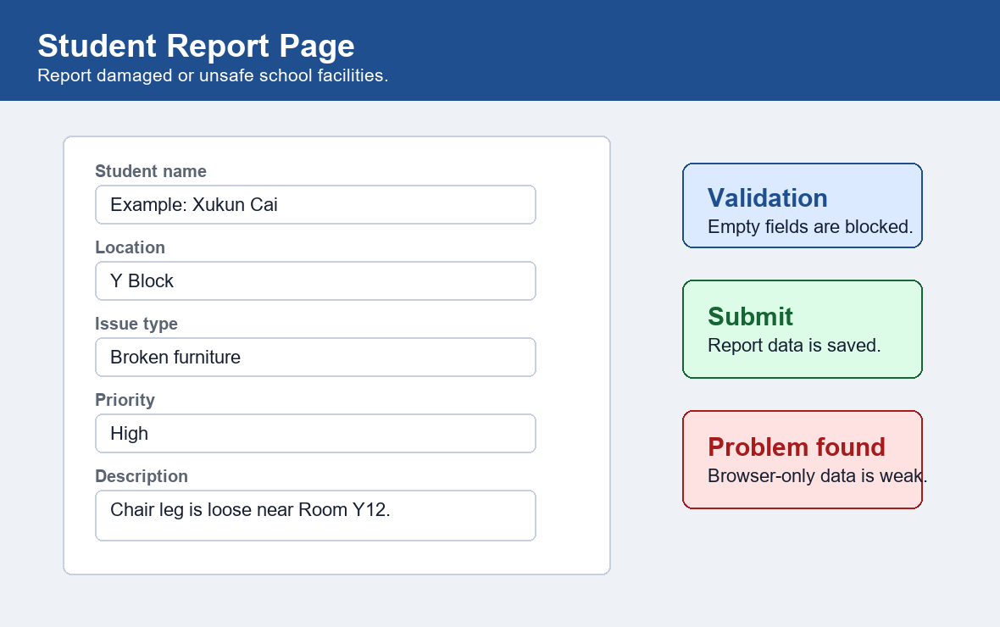 Student Report Page
Report damaged or unsafe school facilities.
Student name
Example: Xukun Cai
Location
Y Block
Issue type
Broken furniture
Priority
High
Description
Chair leg is loose near Room Y12.
Validation
Empty fields are blocked.
Submit
Report data is saved.
Problem found
Browser-only data is weak.